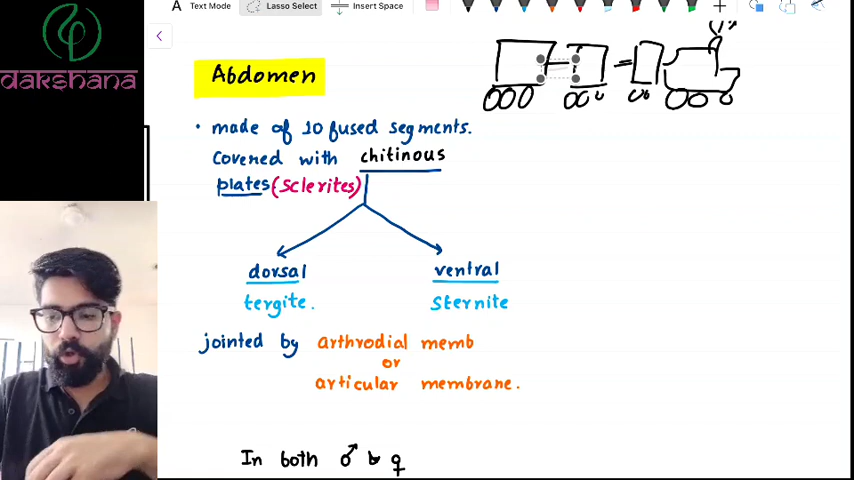 dakshana
A Text Mode Lasso Select Insert Space
Abdomen
• made of 10 fused segments.
Covered with chitinous
plates (sclerites)
dorsal ventral
tergite. Sternite
jointed by arthrodial memb
or
articular membrane.
In both ♂ & ♀